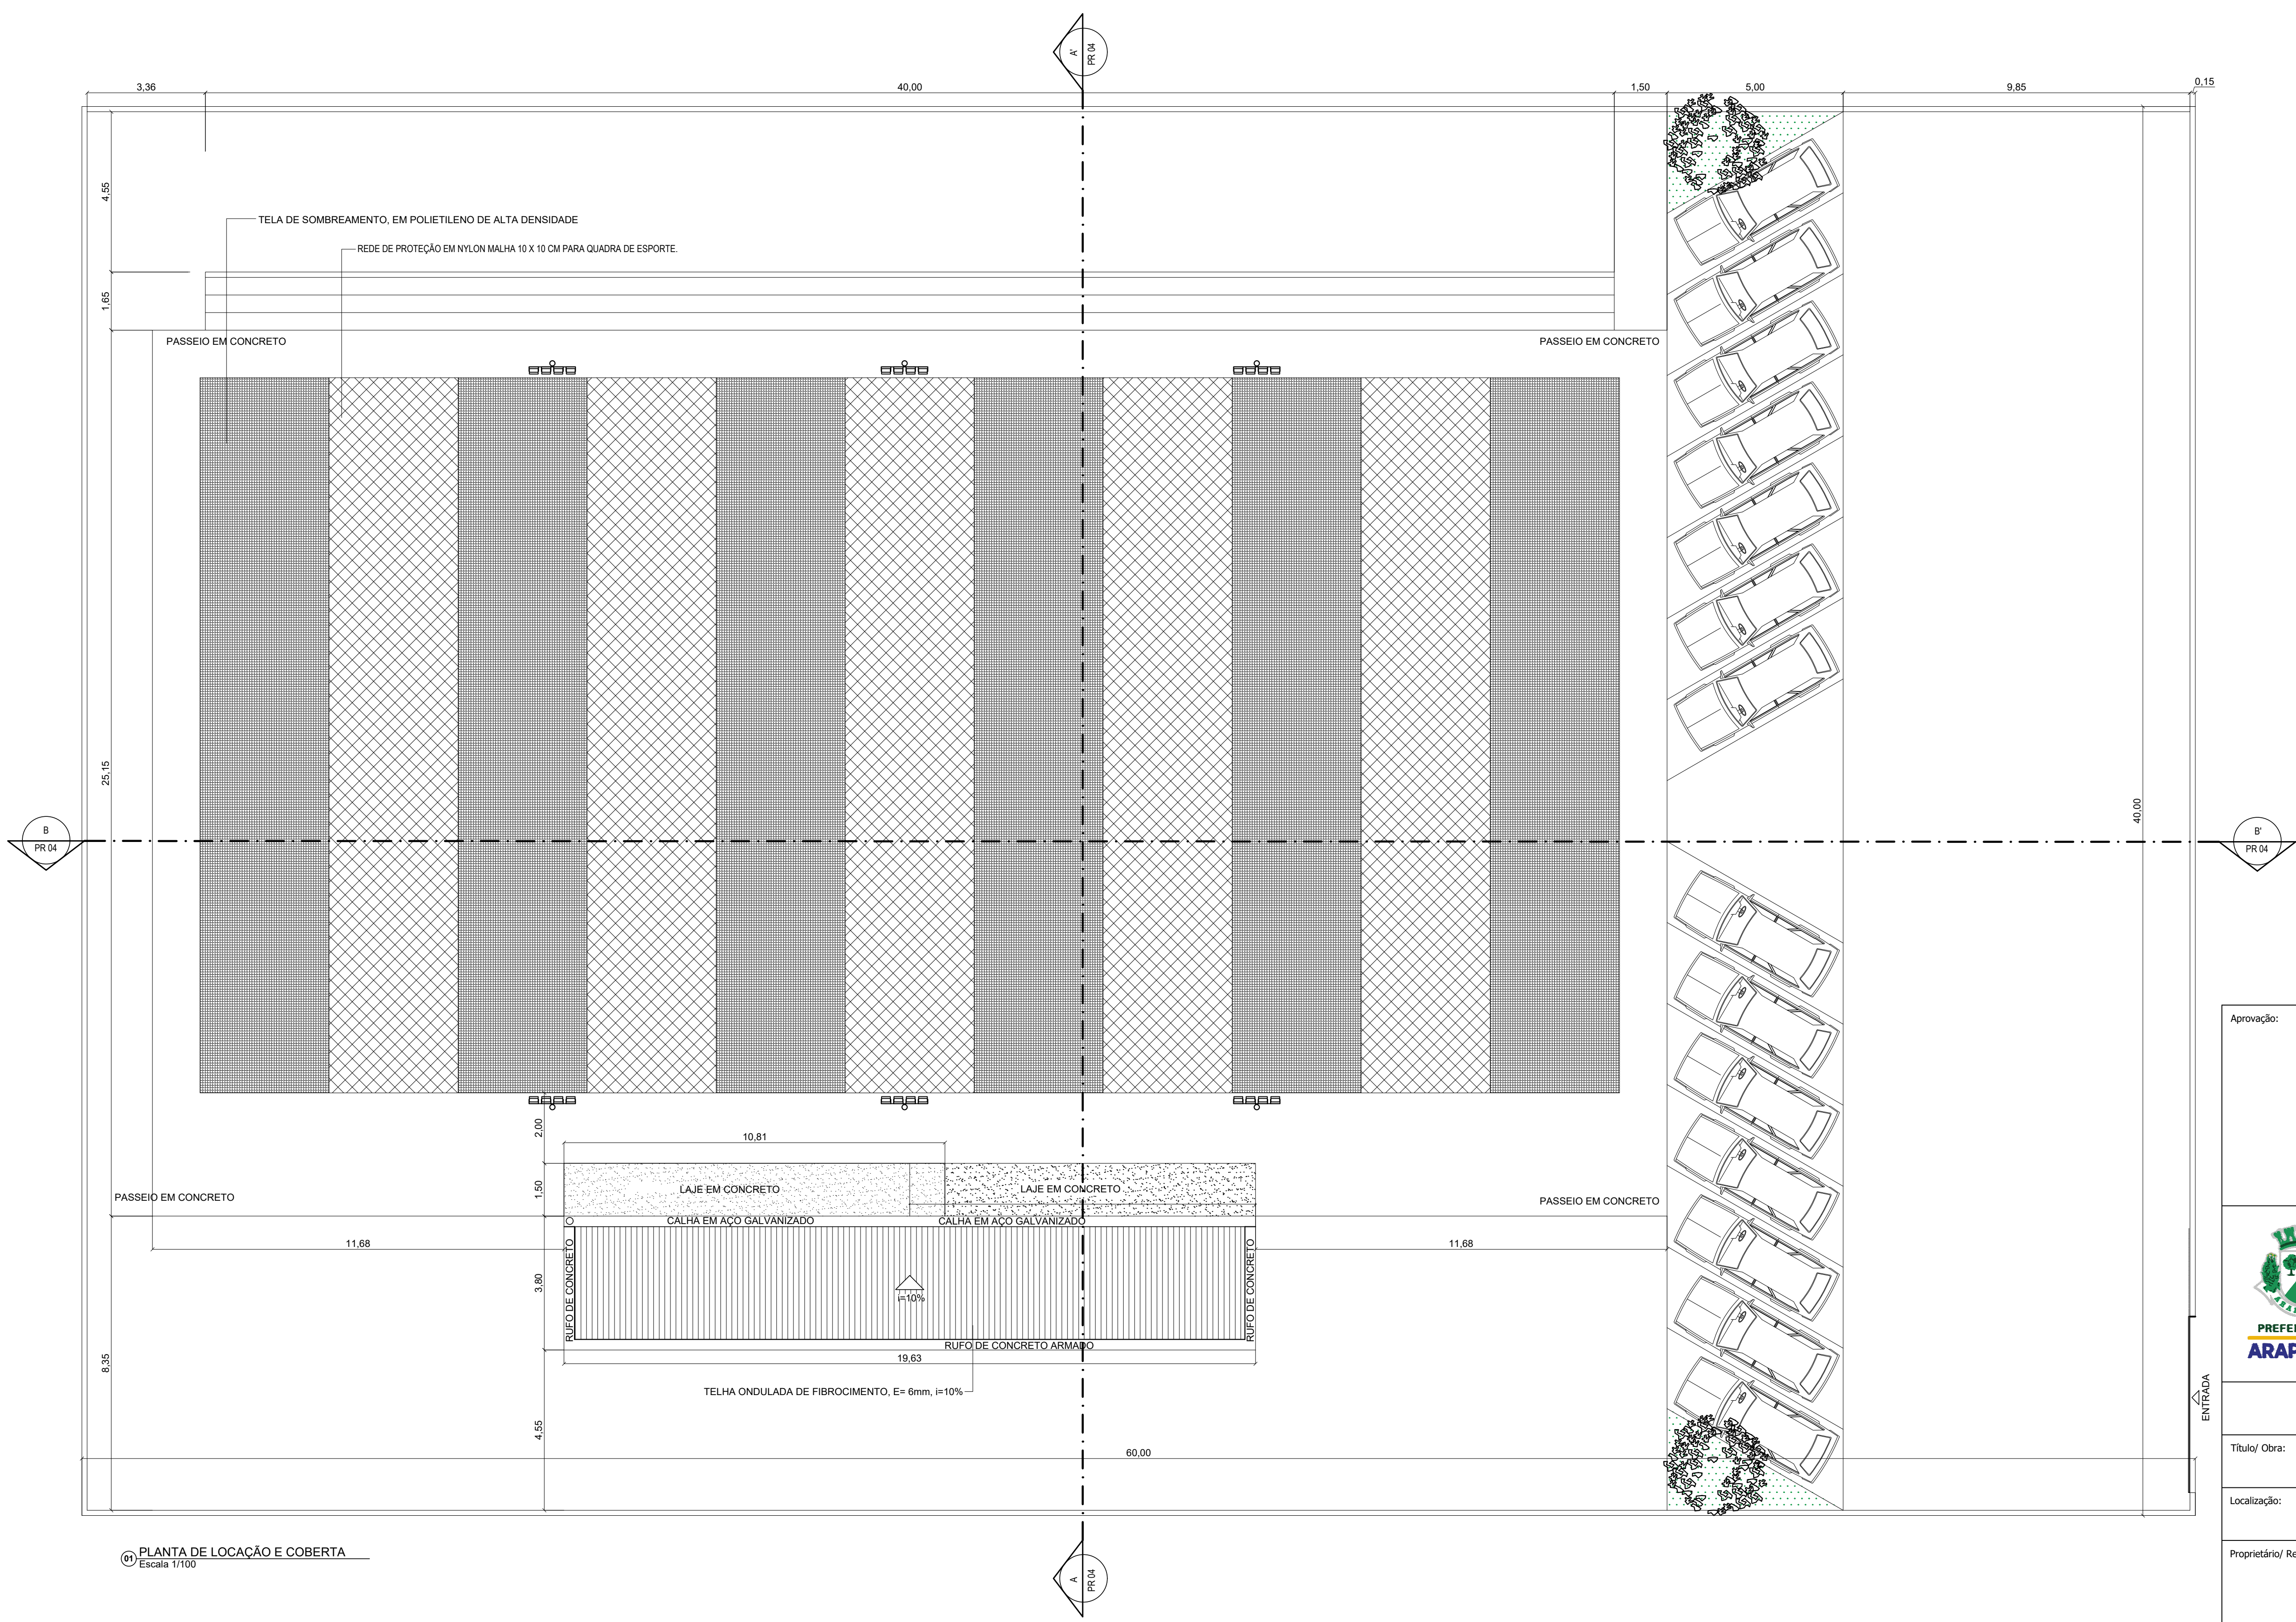 A'
PR 04
3,36
40,00
1,50
5,00
9,85
0,15
4,55
TELA DE SOMBREAMENTO, EM POLIETILENO DE ALTA DENSIDADE
REDE DE PROTEÇÃO EM NYLON MALHA 10 X 10 CM PARA QUADRA DE ESPORTE.
1,65
PASSEIO EM CONCRETO
PASSEIO EM CONCRETO
25,15
40,00
B
PR 04
B'
PR 04
Aprovação:
2,00
10,81
1,50
LAJE EM CONCRETO
LAJE EM CONCRETO
PASSEIO EM CONCRETO
PASSEIO EM CONCRETO
CALHA EM AÇO GALVANIZADO
CALHA EM AÇO GALVANIZADO
11,68
11,68
RUFO DE CONCRETO
RUFO DE CONCRETO
3,80
i=10%
RUFO DE CONCRETO ARMADO
19,63
8,35
TELHA ONDULADA DE FIBROCIMENTO, E= 6mm, i=10%
4,55
60,00
ENTRADA
PREFE
ARAP
Título/ Obra:
Localização:
Proprietário/ Re
01
PLANTA DE LOCAÇÃO E COBERTA
Escala 1/100
A
PR 04